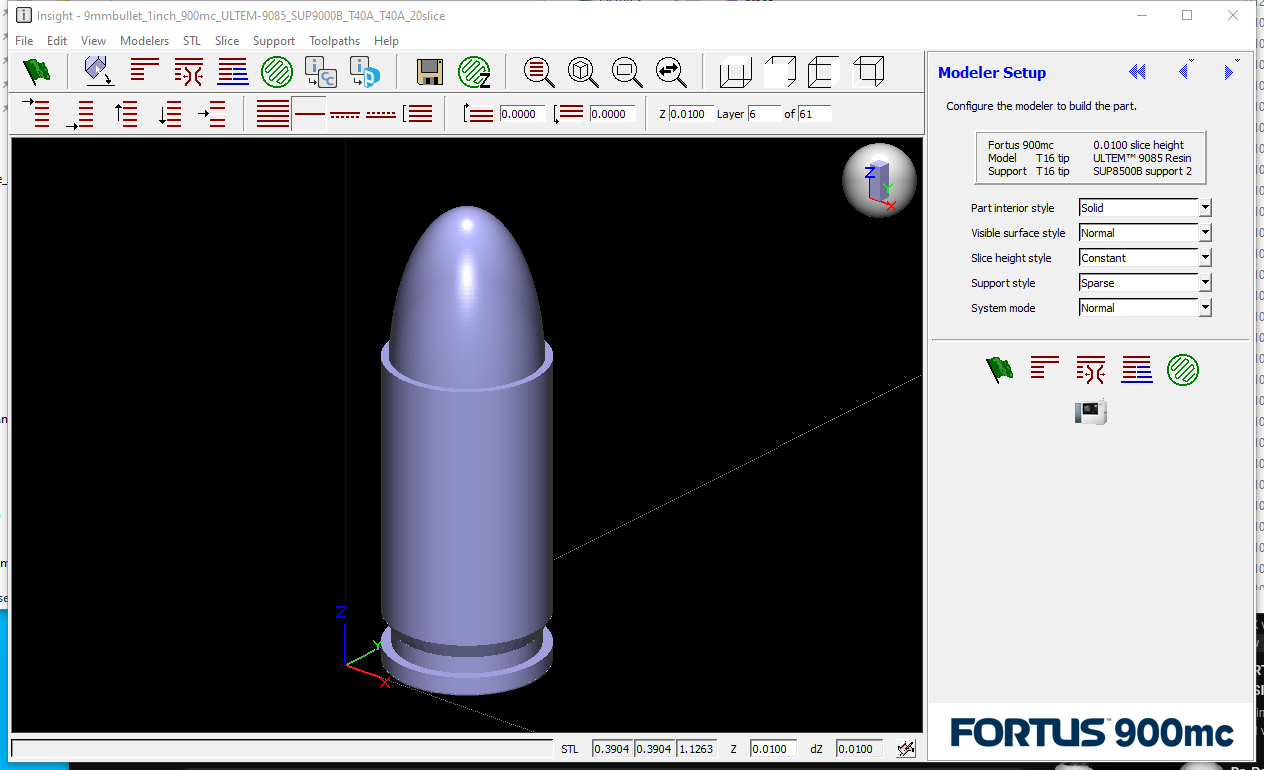 Insight - 9mmbullet_1inch_900mc_ULTEM-9085_SUP9000B_T40A_T40A_20slice
File Edit View Modelers STL Slice Support Toolpaths Help
0.0000 0.0000 Z 0.0100 Layer 6 of 61
Modeler Setup
Configure the modeler to build the part.
Fortus 900mc 0.0100 slice height
Model T16 tip ULTEM™ 9085 Resin
Support T16 tip SUP8500B support 2
Part interior style Solid
Visible surface style Normal
Slice height style Constant
Support style Sparse
System mode Normal
Z
Y
X
Z
Y
X
FORTUS™ 900mc
STL 0.3904 0.3904 1.1263 Z 0.0100 dZ 0.0100